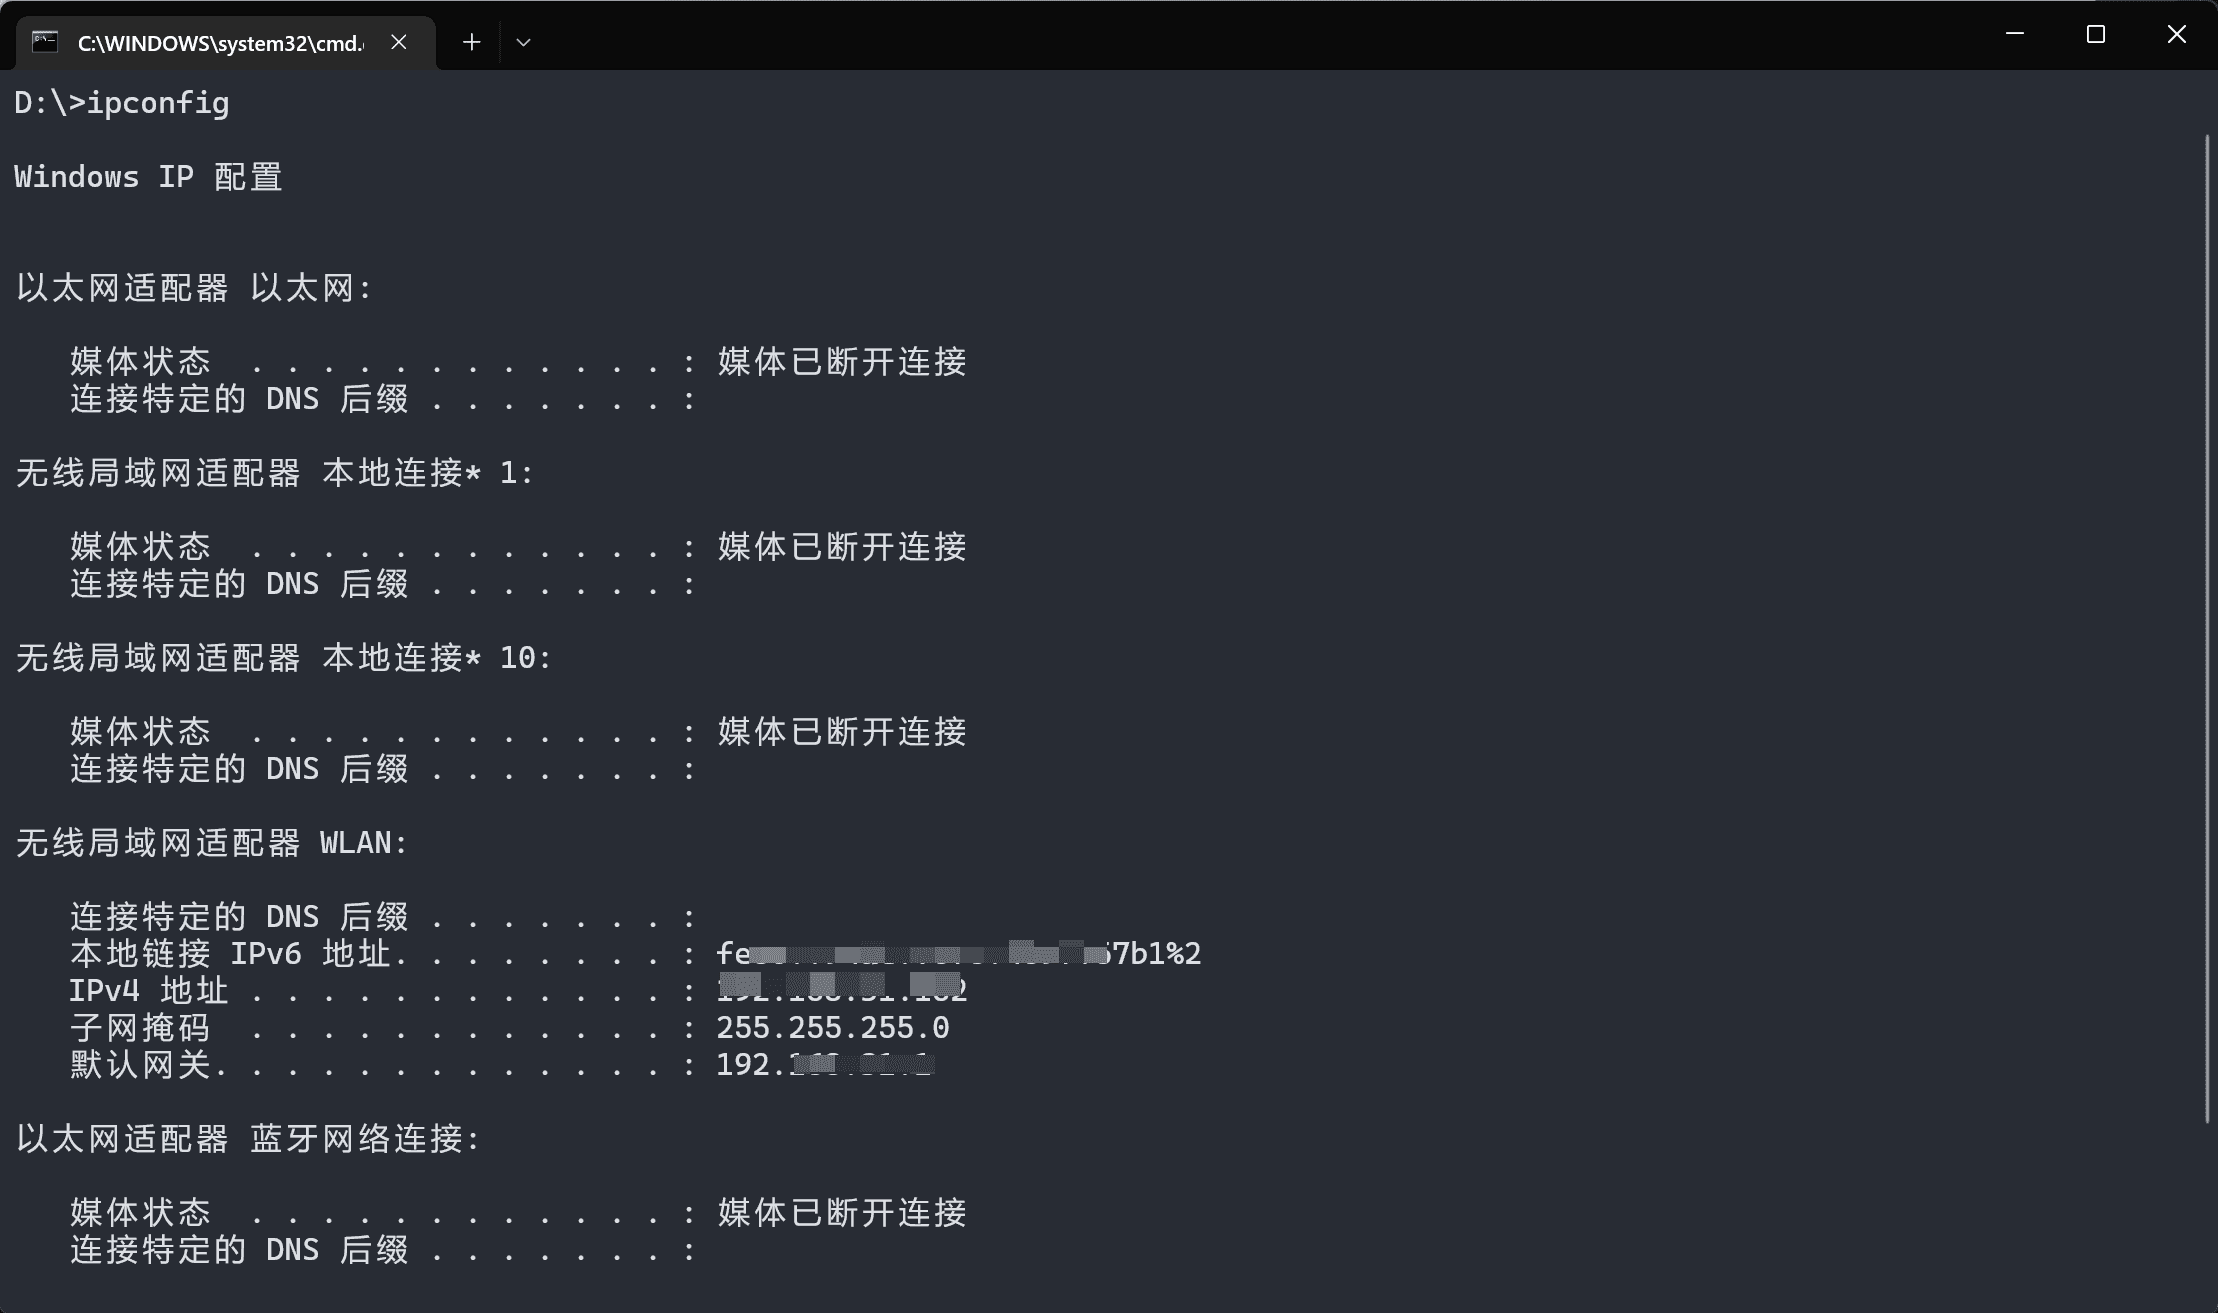 C:\WINDOWS\system32\cmd.
D:\>ipconfig
Windows IP 配置
以太网适配器 以太网:
媒体状态  . . . . . . . . . . . . : 媒体已断开连接
连接特定的 DNS 后缀 . . . . . . . :
无线局域网适配器 本地连接* 1:
媒体状态  . . . . . . . . . . . . : 媒体已断开连接
连接特定的 DNS 后缀 . . . . . . . :
无线局域网适配器 本地连接* 10:
媒体状态  . . . . . . . . . . . . : 媒体已断开连接
连接特定的 DNS 后缀 . . . . . . . :
无线局域网适配器 WLAN:
连接特定的 DNS 后缀 . . . . . . . :
本地链接 IPv6 地址. . . . . . . . : fe 7b1%2
IPv4 地址 . . . . . . . . . . . . :
子网掩码  . . . . . . . . . . . . : 255.255.255.0
默认网关. . . . . . . . . . . . . : 192.
以太网适配器 蓝牙网络连接:
媒体状态  . . . . . . . . . . . . : 媒体已断开连接
连接特定的 DNS 后缀 . . . . . . . :